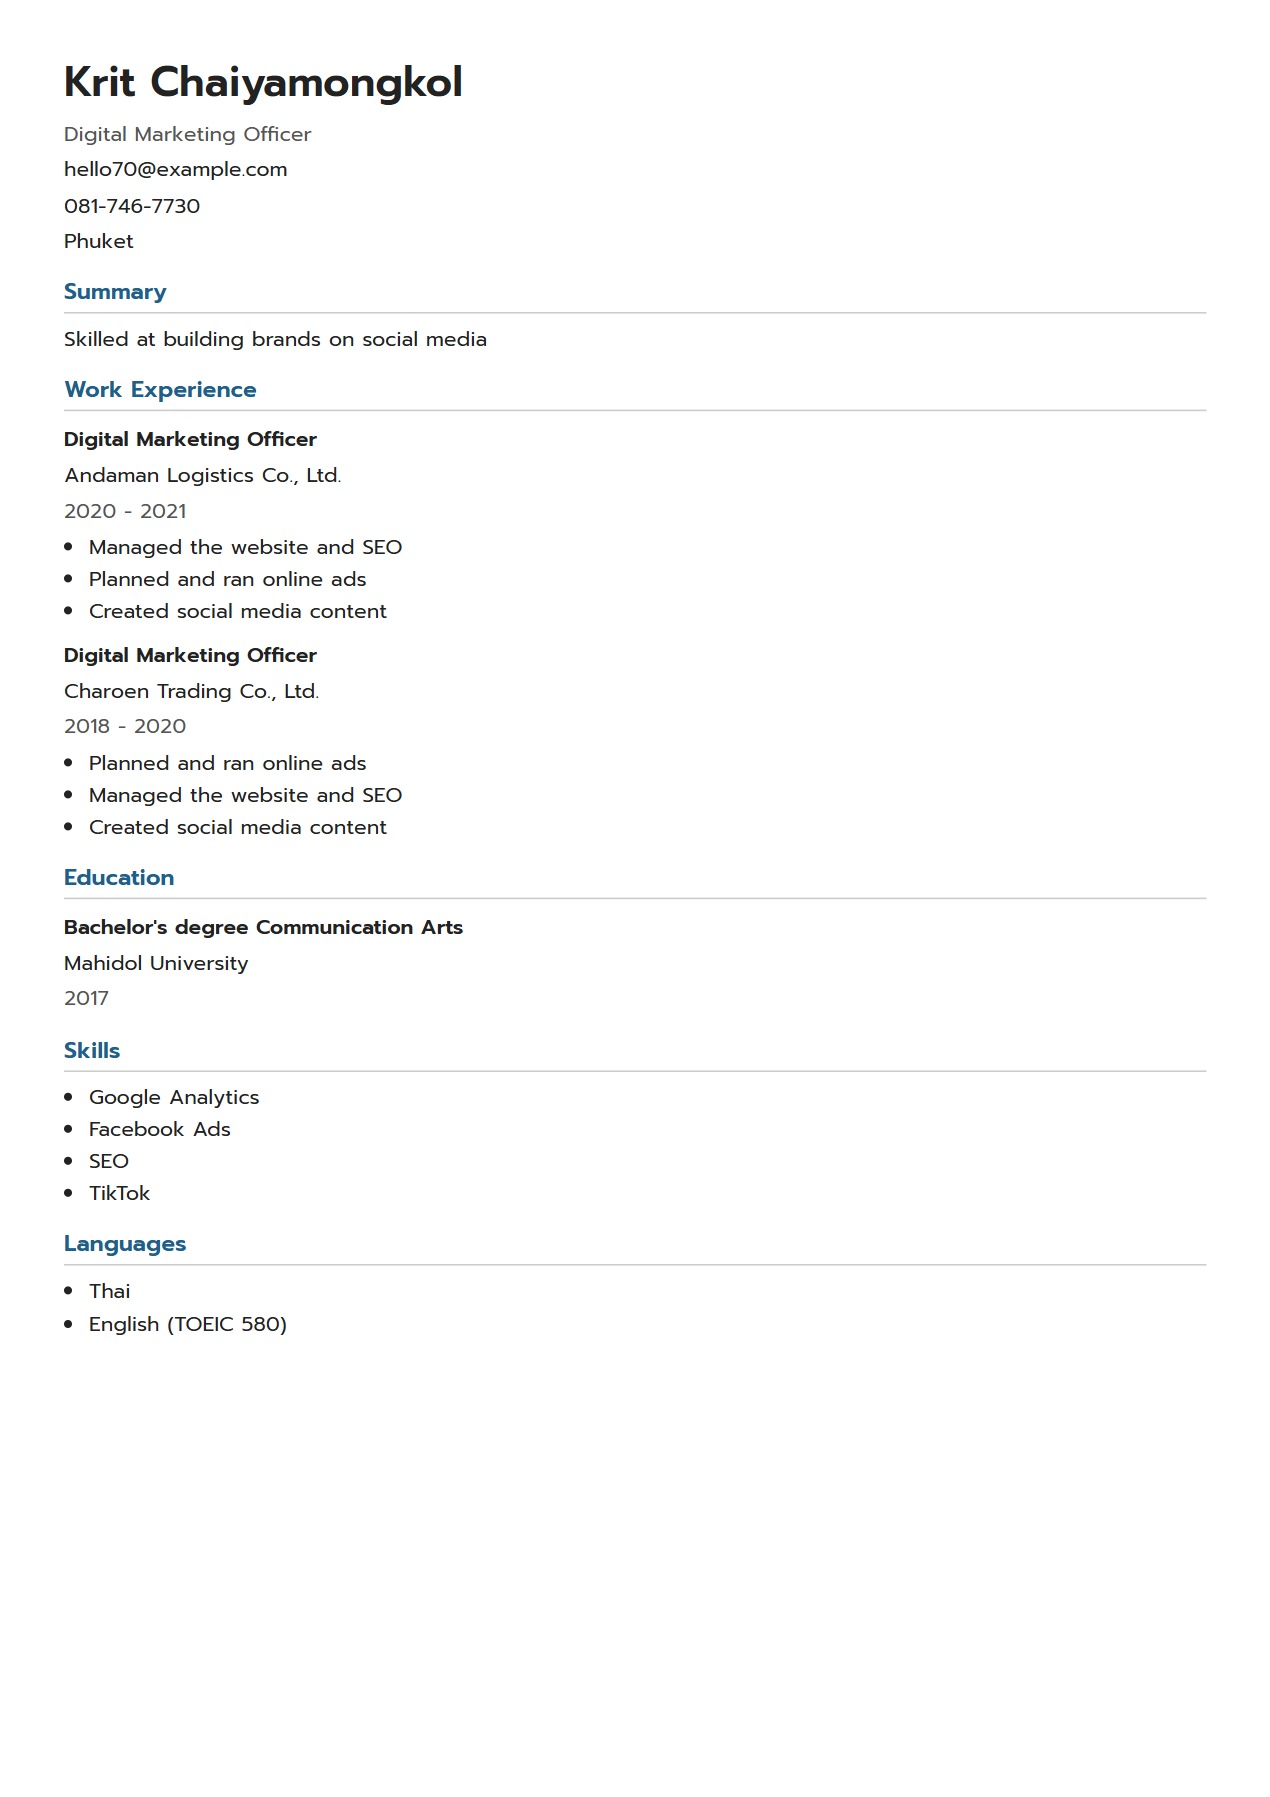 Krit Chaiyamongkol
Digital Marketing Officer
hello70@example.com
081-746-7730
Phuket
Summary
Skilled at building brands on social media
Work Experience
Digital Marketing Officer
Andaman Logistics Co., Ltd.
2020 - 2021
• Managed the website and SEO
• Planned and ran online ads
• Created social media content
Digital Marketing Officer
Charoen Trading Co., Ltd.
2018 - 2020
• Planned and ran online ads
• Managed the website and SEO
• Created social media content
Education
Bachelor's degree Communication Arts
Mahidol University
2017
Skills
• Google Analytics
• Facebook Ads
• SEO
• TikTok
Languages
• Thai
• English (TOEIC 580)